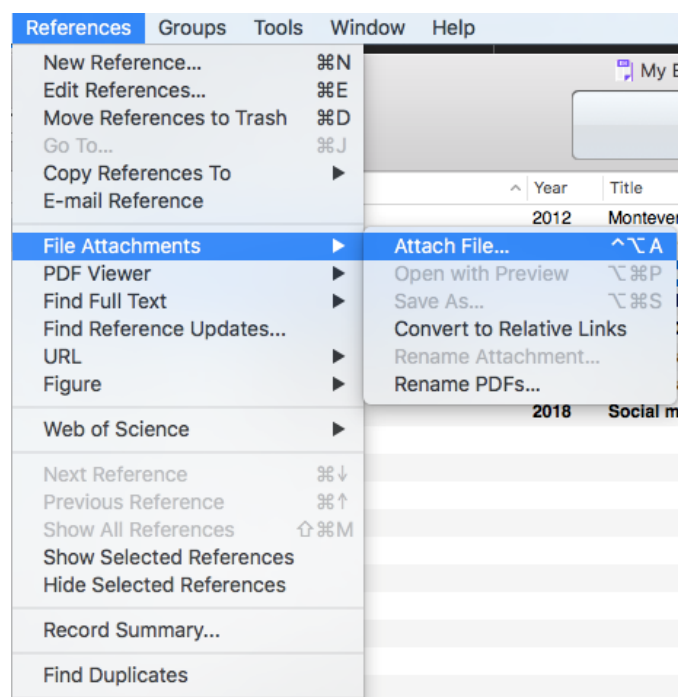 References Groups Tools Window Help
New Reference... ⌘N
My E
Edit References... ⌘E
Move References to Trash ⌘D
Go To... ⌘J
Copy References To ▶
Year Title
E-mail Reference
2012 Montever
File Attachments ▶
Attach File... ^⌥A
PDF Viewer ▶
Open with Preview ⌥⌘P
Find Full Text ▶
Save As... ⌥⌘S
Find Reference Updates...
Convert to Relative Links
URL ▶
Rename Attachment...
Figure ▶
Rename PDFs...
2018 Social m
Web of Science ▶
Next Reference ⌘↓
Previous Reference ⌘↑
Show All References ⇧⌘M
Show Selected References
Hide Selected References
Record Summary...
Find Duplicates